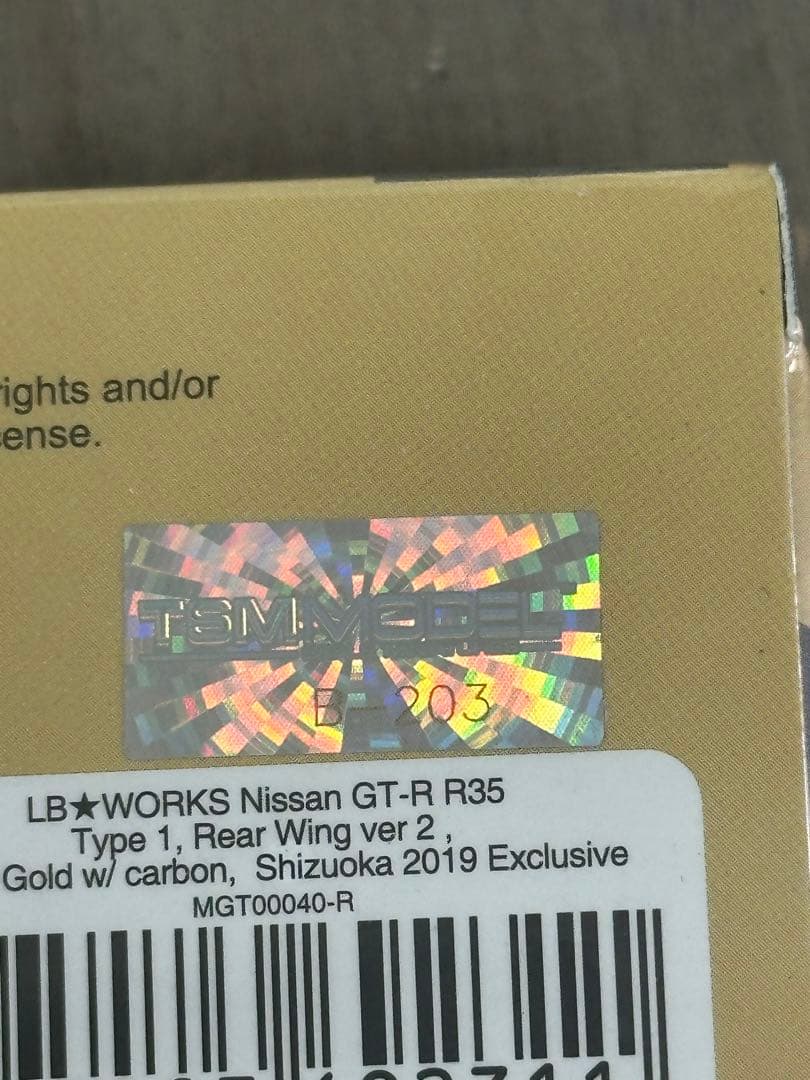 rights and/or
cense.
TSM MODEL
B-203
LB★WORKS Nissan GT-R R35
Type 1, Rear Wing ver 2 ,
Gold w/ carbon, Shizuoka 2019 Exclusive
MGT00040-R